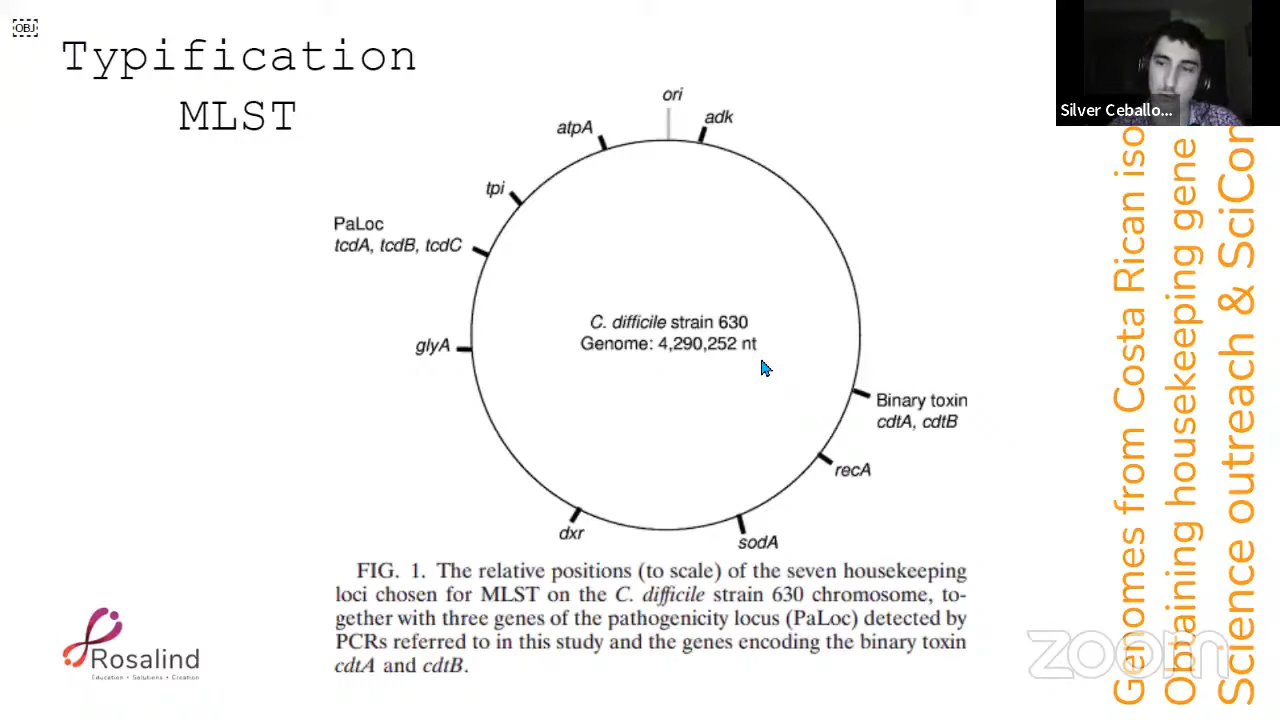 OBJ
Typification
MLST
ori
adk
atpA
tpi
PaLoc
tcdA, tcdB, tcdC
glyA
C. difficile strain 630
Genome: 4,290,252 nt
Binary toxin
cdtA, cdtB
recA
sodA
dxr
FIG. 1. The relative positions (to scale) of the seven housekeeping
loci chosen for MLST on the C. difficile strain 630 chromosome, to-
gether with three genes of the pathogenicity locus (PaLoc) detected by
PCRs referred to in this study and the genes encoding the binary toxin
cdtA and cdtB.
Rosalind
Education • Solutions • Creation
Silver Ceballo...
Genomes from Costa Rican iso
Obtaining housekeeping gene
Science outreach & SciCom
zoom